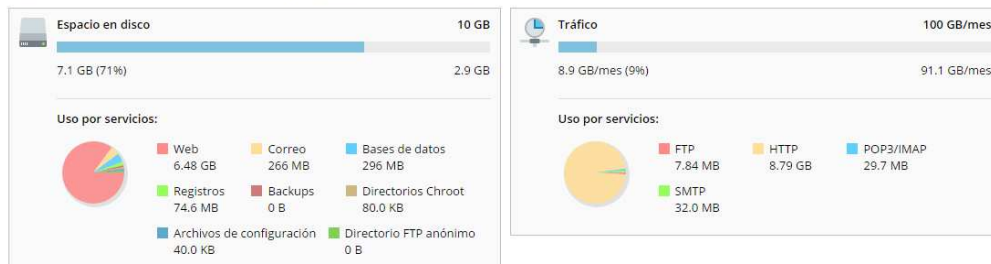 Espacio en disco 10 GB
7.1 GB (71%) 2.9 GB
Uso por servicios:
Web Correo Bases de datos
6.48 GB 266 MB 296 MB
Registros Backups Directorios Chroot
74.6 MB 0 B 80.0 KB
Archivos de configuración Directorio FTP anónimo
40.0 KB 0 B
Tráfico 100 GB/mes
8.9 GB/mes (9%) 91.1 GB/mes
Uso por servicios:
FTP HTTP POP3/IMAP
7.84 MB 8.79 GB 29.7 MB
SMTP
32.0 MB